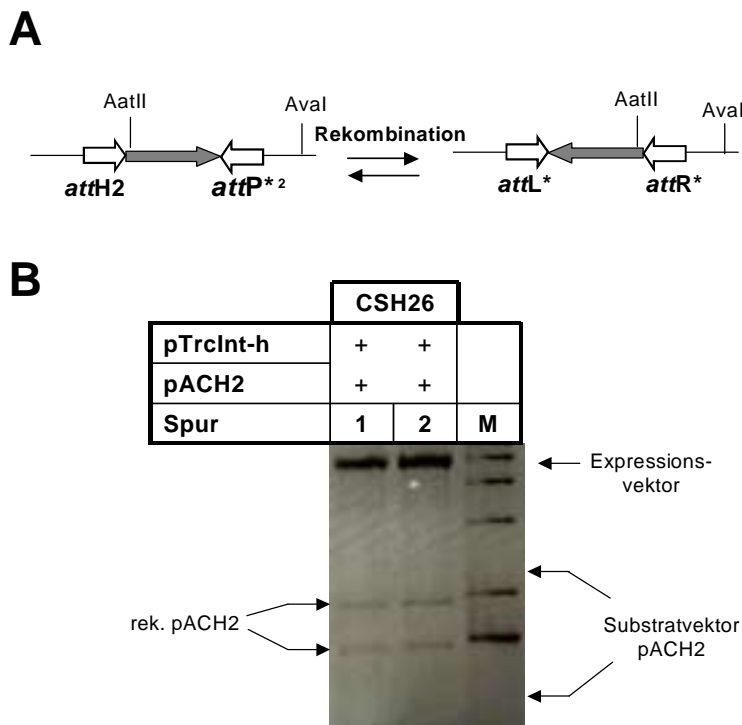 A
AatII
AvaI
Rekombination
AatII
AvaI
attH2
attP*²
attL*
attR*
B
CSH26
pTrcInt-h + +
pACH2 + +
Spur 1 2 M
Expressions-
vektor
rek. pACH2
Substratvektor
pACH2